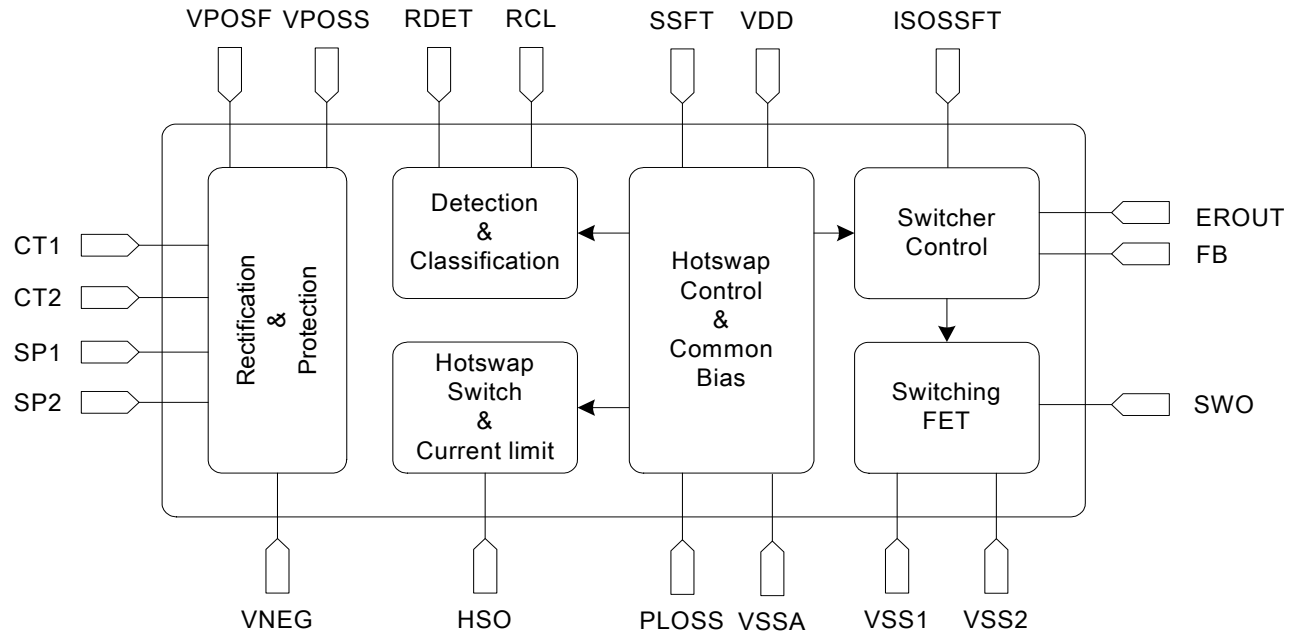 VPOSF
VPOSS
RDET
RCL
SSFT
VDD
ISOSSFT
CT1
CT2
SP1
SP2
Rectification
&
Protection
Detection
&
Classification
Hotswap
Switch
&
Current limit
Hotswap
Control
&
Common
Bias
Switcher
Control
Switching
FET
EROUT
FB
SWO
VNEG
HSO
PLOSS
VSSA
VSS1
VSS2